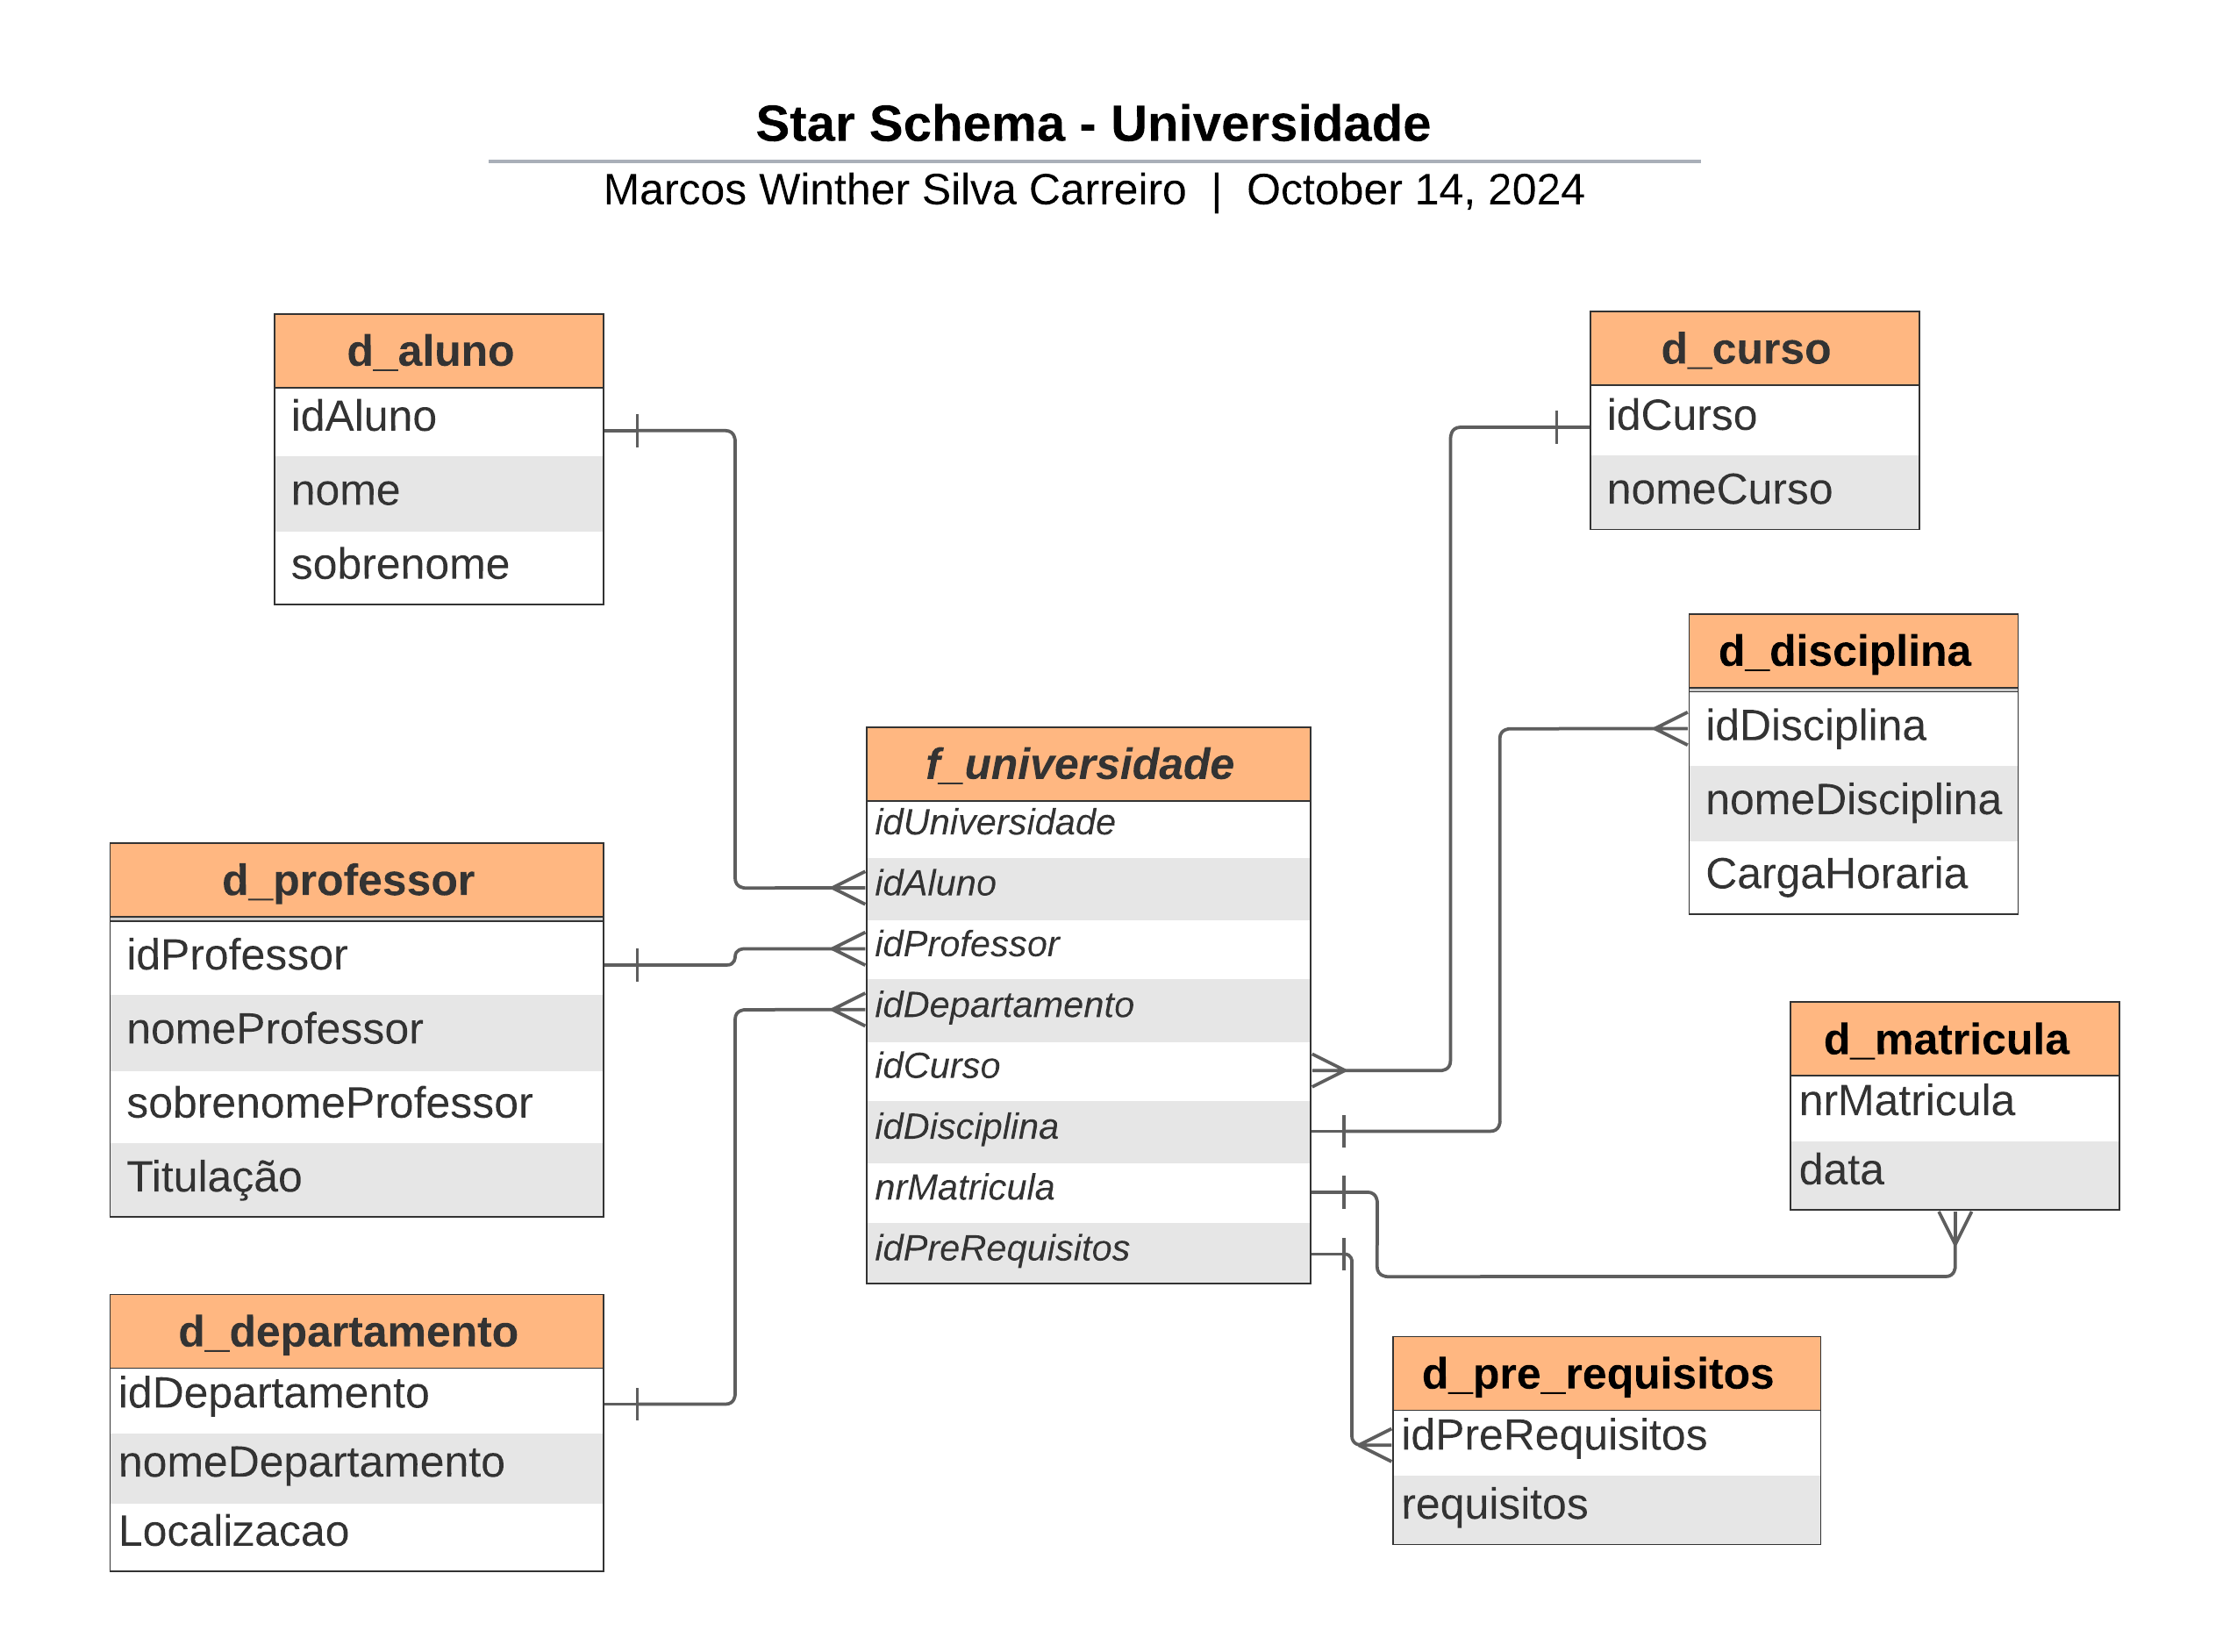 Star Schema - Universidade
Marcos Winther Silva Carreiro | October 14, 2024
d_aluno
idAluno
nome
sobrenome
d_professor
idProfessor
nomeProfessor
sobrenomeProfessor
Titulação
d_departamento
idDepartamento
nomeDepartamento
Localizacao
f_universidade
idUniversidade
idAluno
idProfessor
idDepartamento
idCurso
idDisciplina
nrMatricula
idPreRequisitos
d_curso
idCurso
nomeCurso
d_disciplina
idDisciplina
nomeDisciplina
CargaHoraria
d_matricula
nrMatricula
data
d_pre_requisitos
idPreRequisitos
requisitos